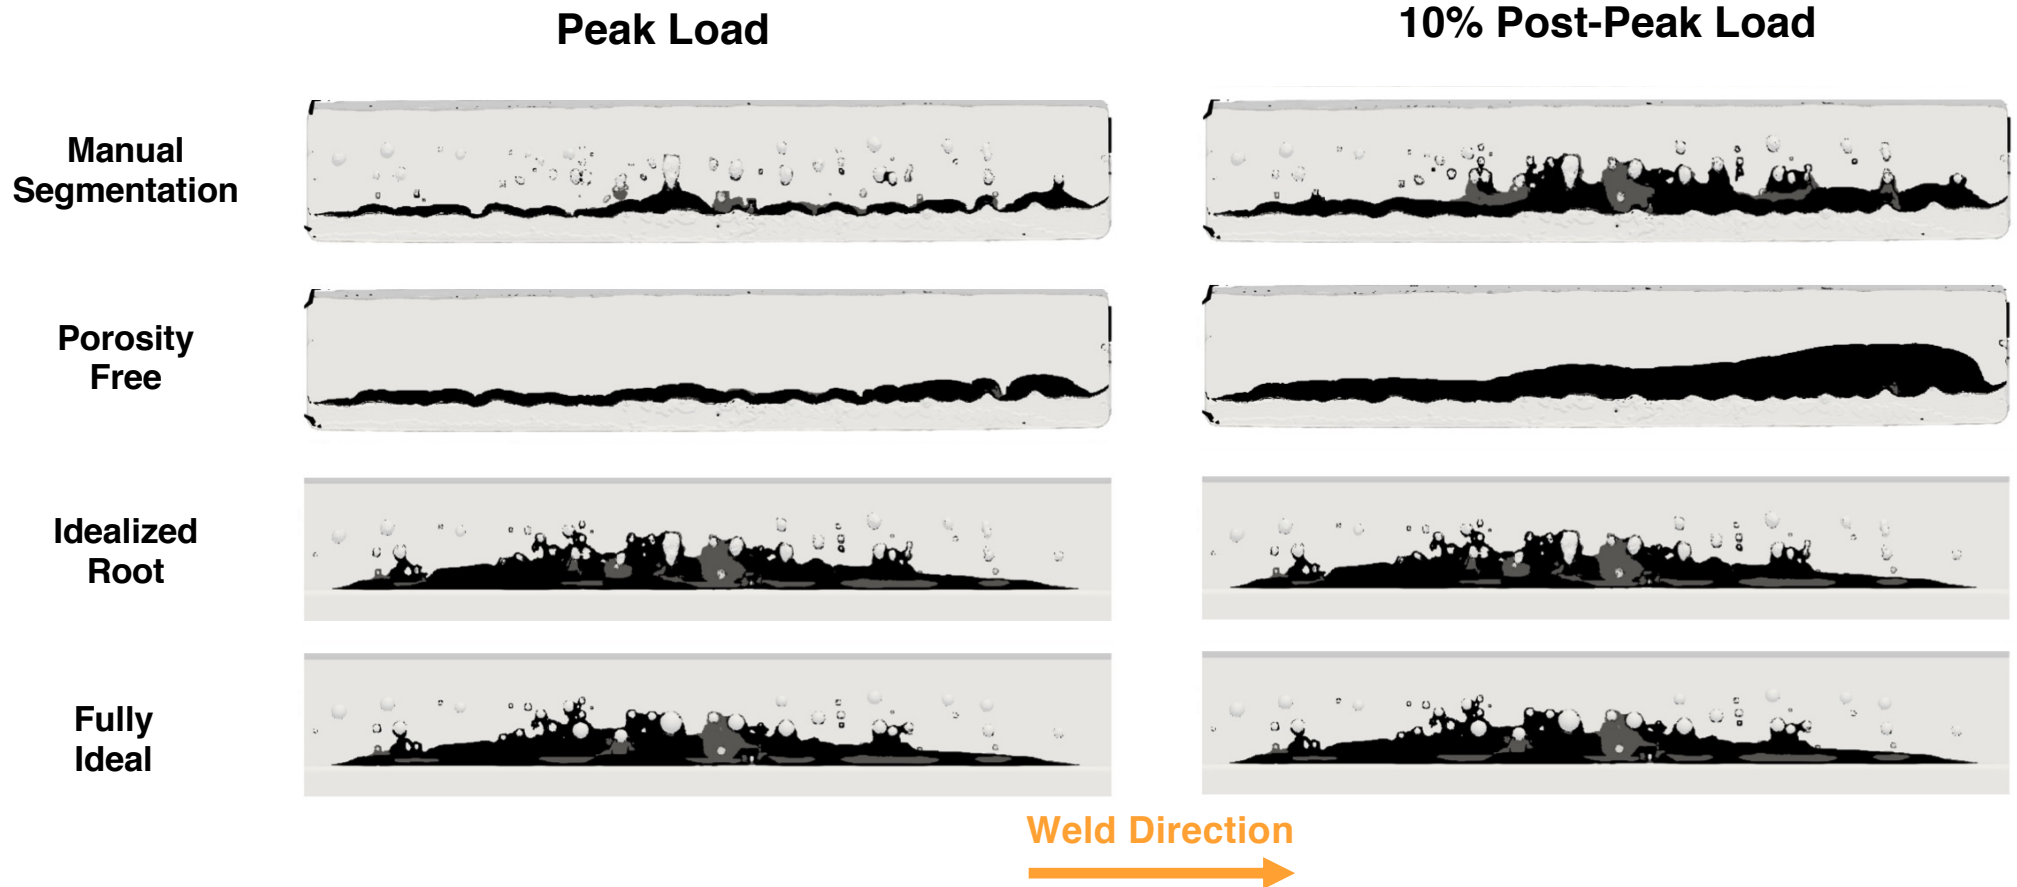 Peak Load
10% Post-Peak Load
Manual
Segmentation
Porosity
Free
Idealized
Root
Fully
Ideal
Weld Direction